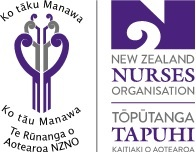 Ko tāku Manawa
Ko tāu Manawa
Te Rūnanga o
Aotearoa NZNO
NEW ZEALAND
NURSES
ORGANISATION
TŌPŪTANGA
TAPUHI
KAITIAKI O AOTEAROA